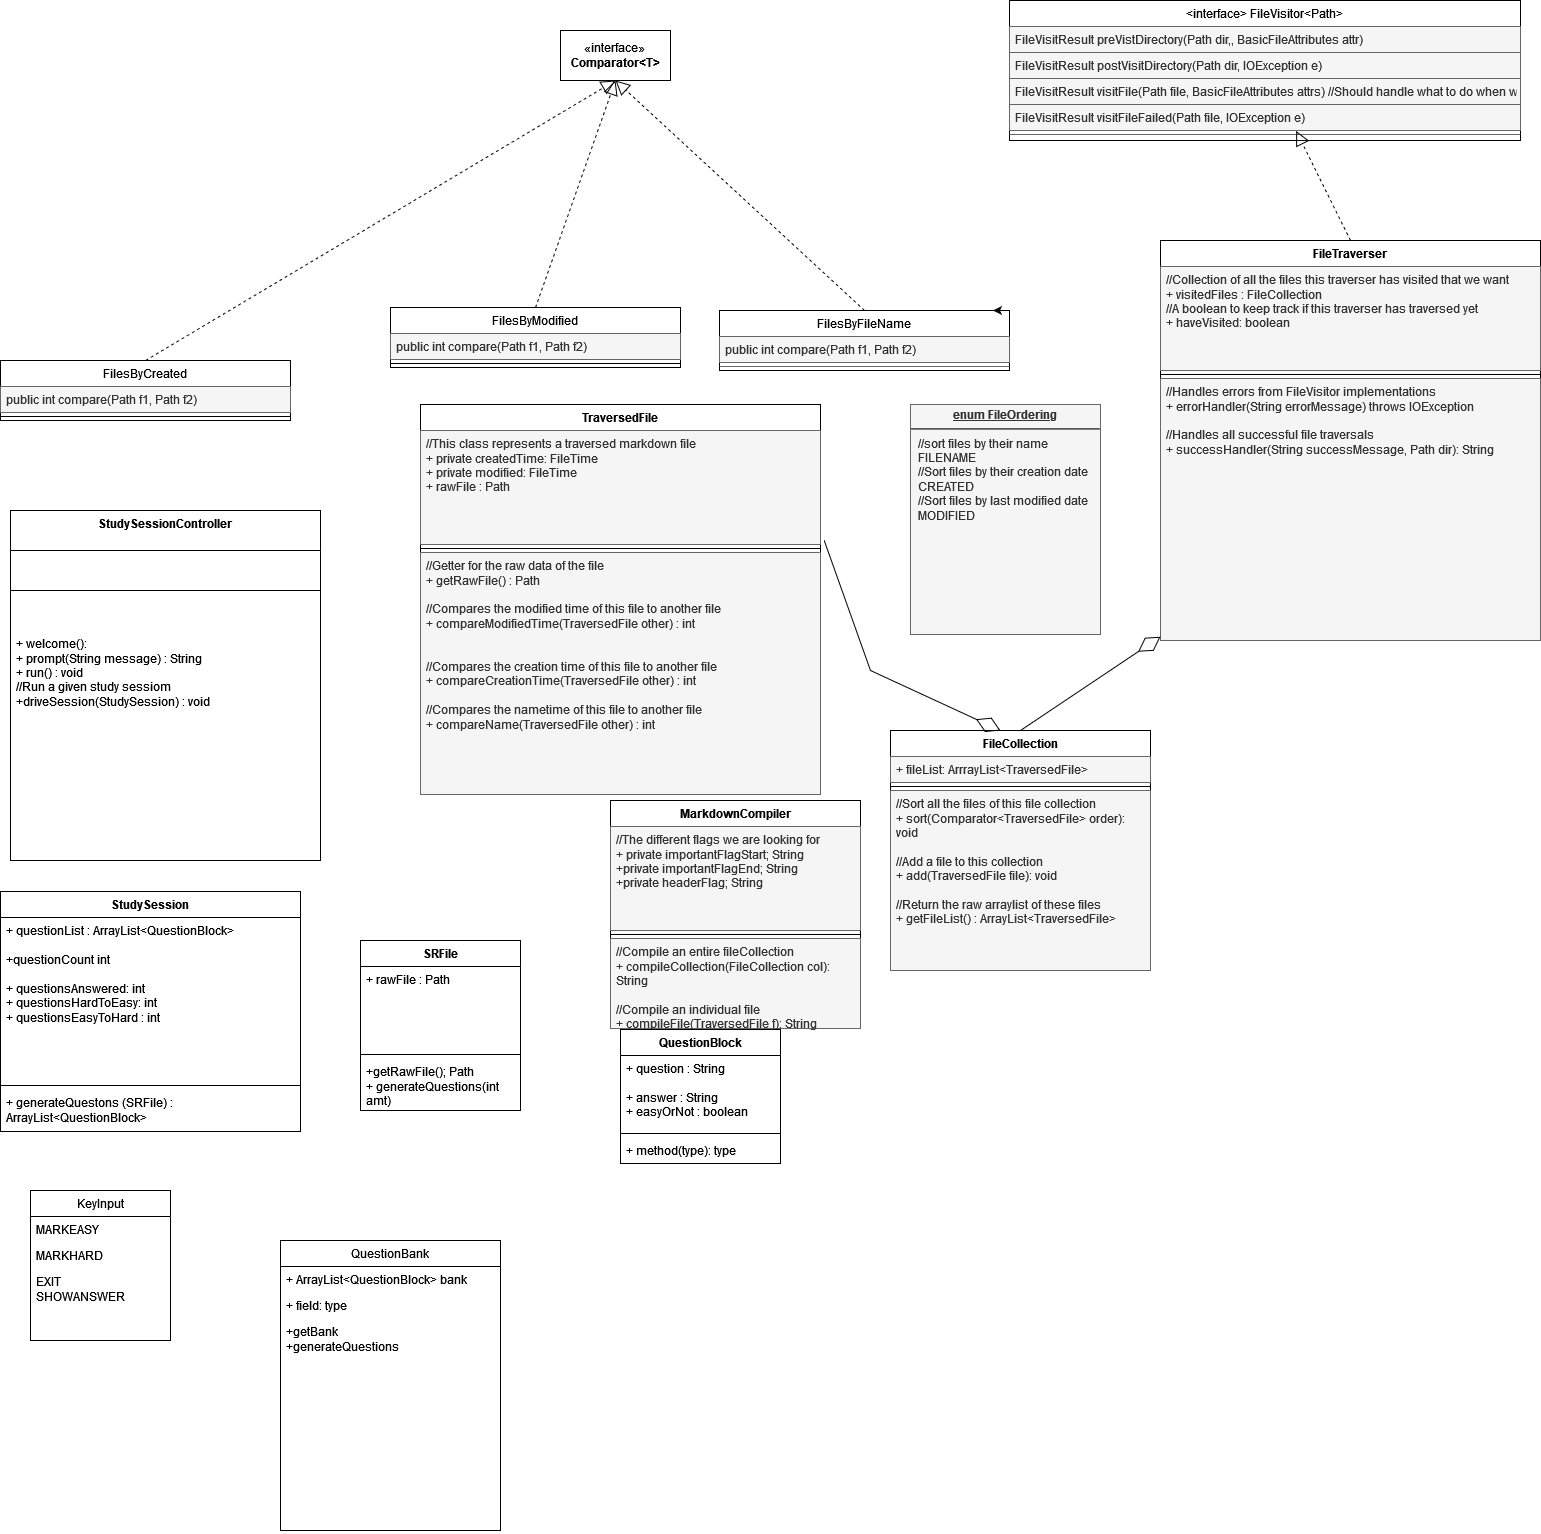 <interface> FileVisitor<Path>
FileVisitResult preVistDirectory(Path dir,, BasicFileAttributes attr)
FileVisitResult postVisitDirectory(Path dir, IOException e)
FileVisitResult visitFile(Path file, BasicFileAttributes attrs) //Should handle what to do when w
FileVisitResult visitFileFailed(Path file, IOException e)
«interface»
Comparator<T>
FileTraverser
//Collection of all the files this traverser has visited that we want
+ visitedFiles : FileCollection
//A boolean to keep track if this traverser has traversed yet
+ haveVisited: boolean
//Handles errors from FileVisitor implementations
+ errorHandler(String errorMessage) throws IOException
//Handles all successful file traversals
+ successHandler(String successMessage, Path dir): String
FilesByModified
public int compare(Path f1, Path f2)
FilesByFileName
public int compare(Path f1, Path f2)
FilesByCreated
public int compare(Path f1, Path f2)
TraversedFile
//This class represents a traversed markdown file
+ private createdTime: FileTime
+ private modified: FileTime
+ rawFile : Path
//Getter for the raw data of the file
+ getRawFile() : Path
//Compares the modified time of this file to another file
+ compareModifiedTime(TraversedFile other) : int
//Compares the creation time of this file to another file
+ compareCreationTime(TraversedFile other) : int
//Compares the nametime of this file to another file
+ compareName(TraversedFile other) : int
enum FileOrdering
//sort files by their name
FILENAME
//Sort files by their creation date
CREATED
//Sort files by last modified date
MODIFIED
StudySessionController
+ welcome():
+ prompt(String message) : String
+ run() : void
//Run a given study sessiom
+driveSession(StudySession) : void
FileCollection
+ fileList: ArrrayList<TraversedFile>
//Sort all the files of this file collection
+ sort(Comparator<TraversedFile> order):
void
//Add a file to this collection
+ add(TraversedFile file): void
//Return the raw arraylist of these files
+ getFileList() : ArrayList<TraversedFile>
MarkdownCompiler
//The different flags we are looking for
+ private importantFlagStart; String
+private importantFlagEnd; String
+private headerFlag; String
//Compile an entire fileCollection
+ compileCollection(FileCollection col):
String
//Compile an individual file
+ compileFile(TraversedFile f): String
StudySession
+ questionList : ArrayList<QuestionBlock>
+questionCount int
+ questionsAnswered: int
+ questionsHardToEasy: int
+ questionsEasyToHard : int
+ generateQuestons (SRFile) :
ArrayList<QuestionBlock>
SRFile
+ rawFile : Path
+getRawFile(); Path
+ generateQuestions(int
amt)
QuestionBlock
+ question : String
+ answer : String
+ easyOrNot : boolean
+ method(type): type
KeyInput
MARKEASY
MARKHARD
EXIT
SHOWANSWER
QuestionBank
+ ArrayList<QuestionBlock> bank
+ field: type
+getBank
+generateQuestions